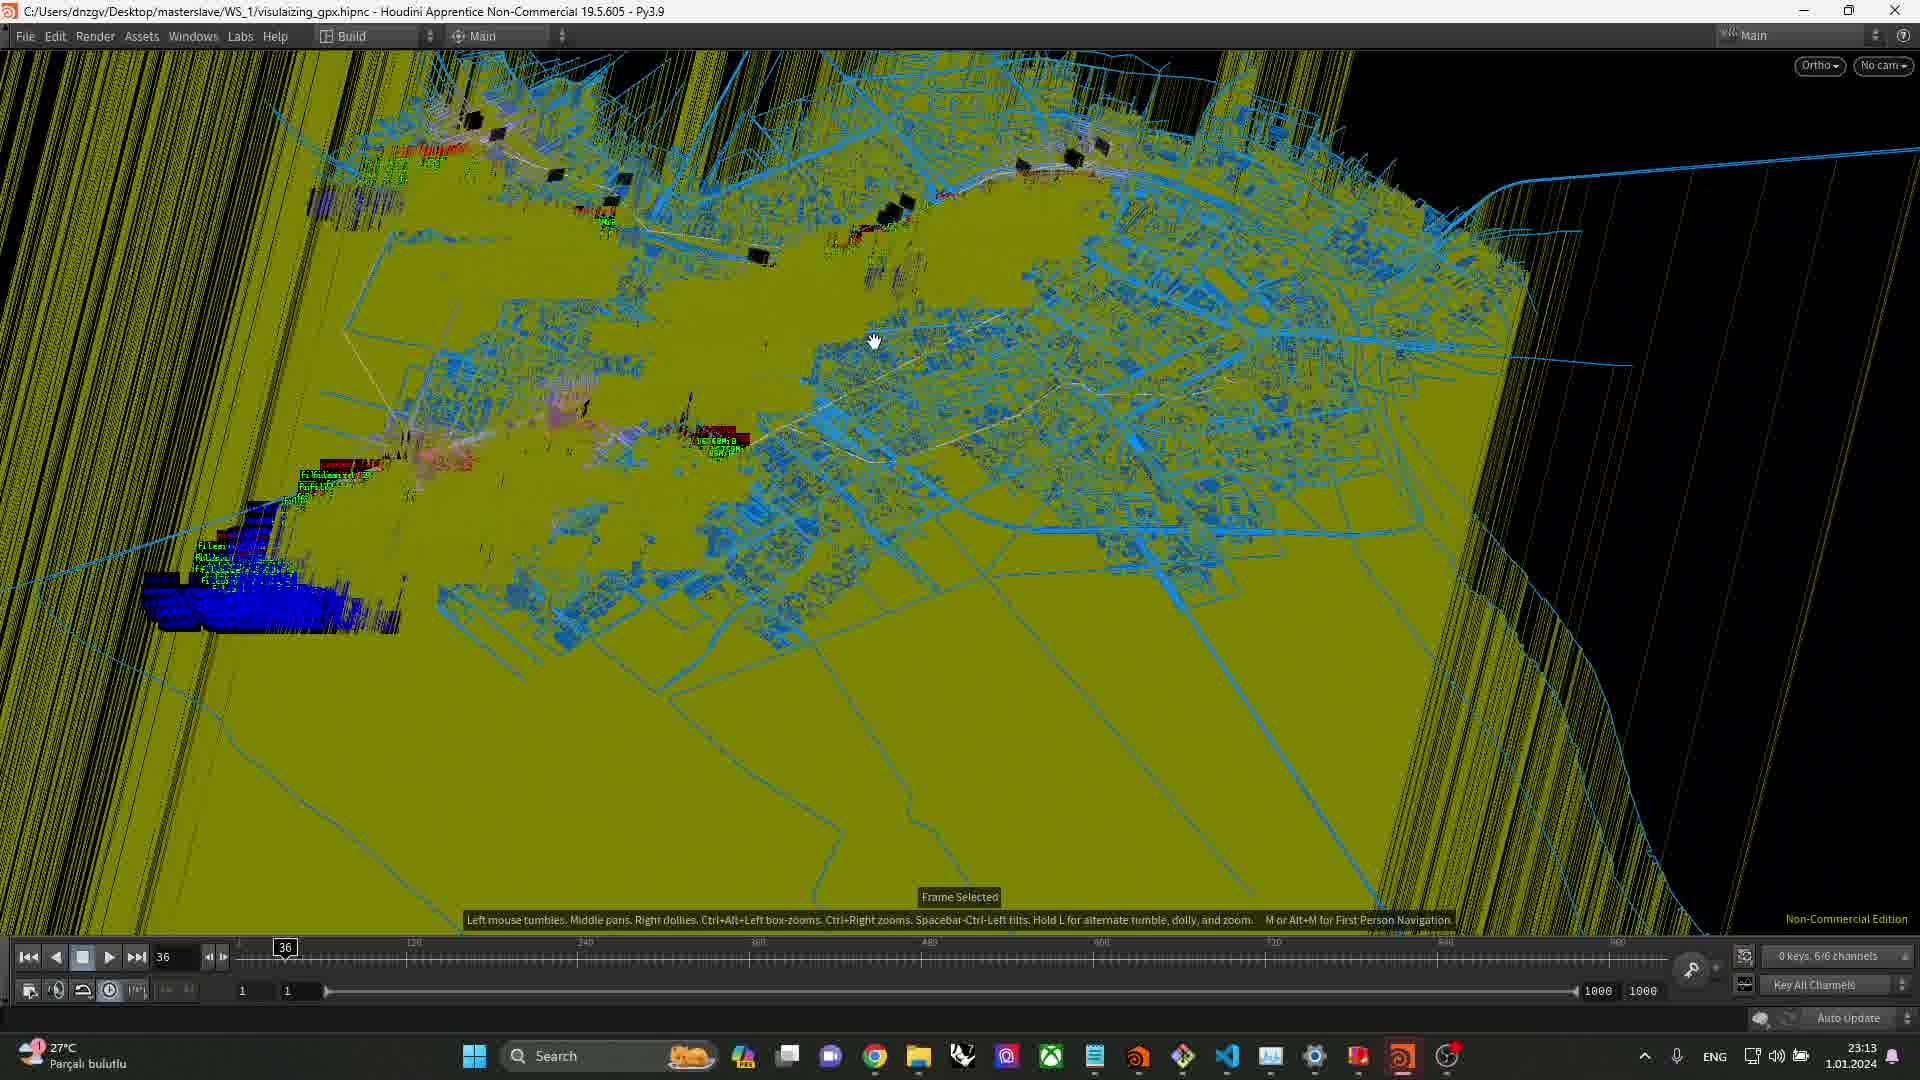 C:/Users/dnzgv/Desktop/masterslave/WS_1/visulaizing_gpx.hipnc - Houdini Apprentice Non-Commercial 19.5.605 - Py3.9
File Edit Render Assets Windows Labs Help Build Main Main
Ortho No cam
Frame Selected
Left mouse tumbles. Middle pans. Right dollies. Ctrl+Alt+Left box-zooms. Ctrl+Right zooms. Spacebar-Ctrl-Left tilts. Hold L for alternate tumble, dolly, and zoom. M or Alt+M for First Person Navigation.
Non-Commercial Edition
1 36 120 240 360 480 600 720 840 960
36
0 keys, 6/6 channels
1 1 1000 1000
Key All Channels
Auto Update
27°C
Parçalı bulutlu
Search
PRE
ENG
23:13
1.01.2024